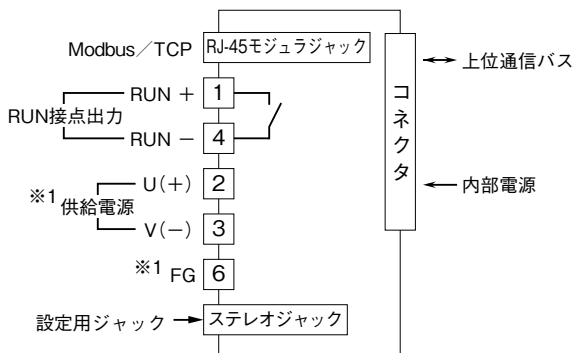 Modbus／TCP RJ-45モジュラジャック
上位通信バス
RUN + 1
RUN接点出力
RUN − 4
コネクタ
※1 供給電源
U(+) 2
内部電源
V(−) 3
※1 FG 6
設定用ジャック ステレオジャック